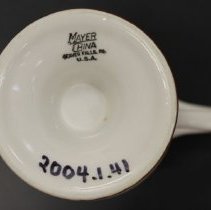 MAYER
CHINA
BEAVER FALLS, PA.
U.S.A.
2004.1.41